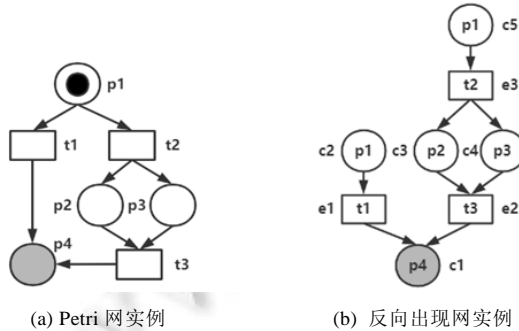 p1 c5
t2 e3
p1
t1 t2
c2 p1 c3 p2 c4 p3
p2 p3
e1 t1 t3 e2
p4
t3
p4 c1
(a) Petri 网实例
(b) 反向出现网实例